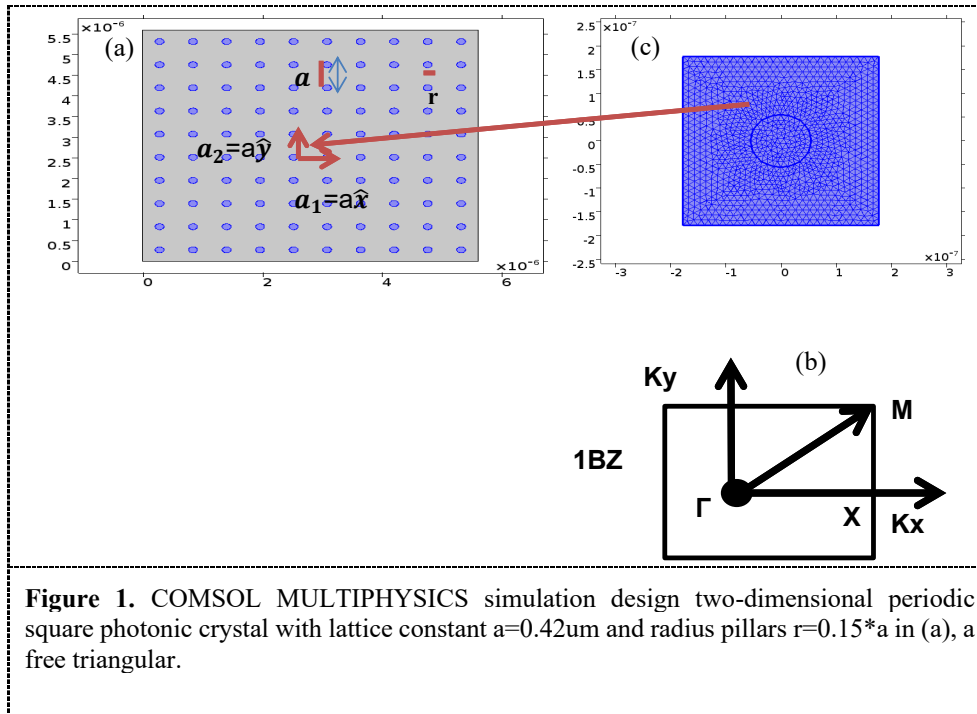 ×10⁻⁶
(a)
5.5
5
4.5
4
3.5
3
2.5
2
1.5
1
0.5
0
a
r
a₂=aŷ
a₁=ax̂
0
2
4
6
×10⁻⁶
2.5 ×10⁻⁷
(c)
2
1.5
1
0.5
0
-0.5
-1
-1.5
-2
-2.5
×10⁻⁷
-3
-2
-1
0
1
2
3
(b)
Ky
M
1BZ
Γ
X
Kx
Figure 1. COMSOL MULTIPHYSICS simulation design two-dimensional periodic
square photonic crystal with lattice constant a=0.42um and radius pillars r=0.15*a in (a), a
free triangular.